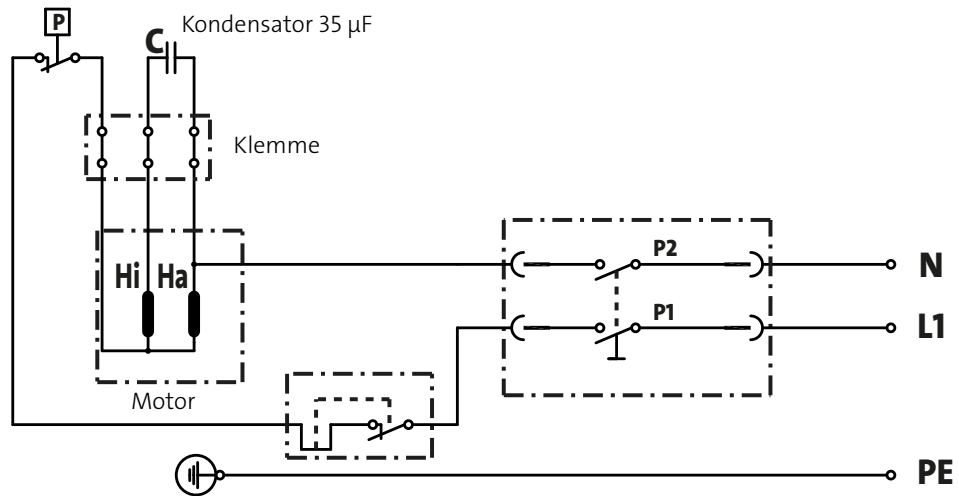 P
C
Kondensator 35 µF
Klemme
Hi
Ha
P2
N
P1
L1
Motor
PE